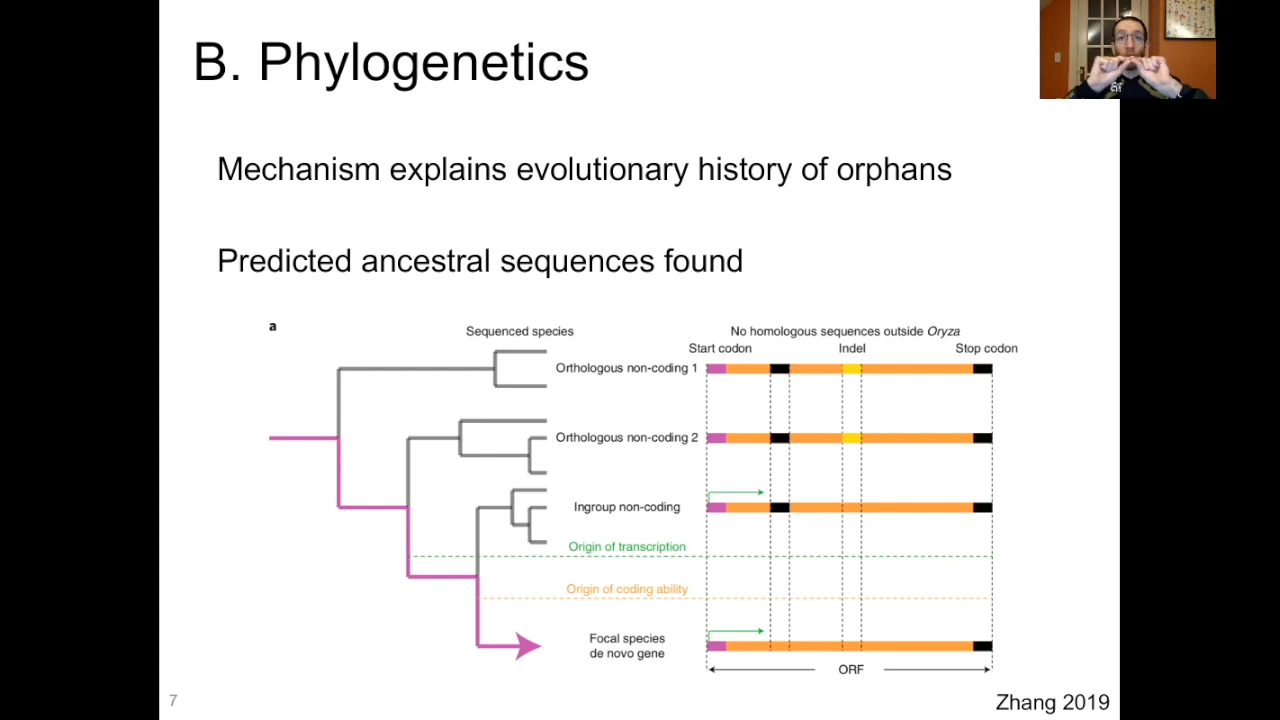 B. Phylogenetics
Mechanism explains evolutionary history of orphans
Predicted ancestral sequences found
a
Sequenced species
No homologous sequences outside Oryza
Start codon
Indel
Stop codon
Orthologous non-coding 1
Orthologous non-coding 2
Ingroup non-coding
Origin of transcription
Origin of coding ability
Focal species
de novo gene
ORF
7
Zhang 2019